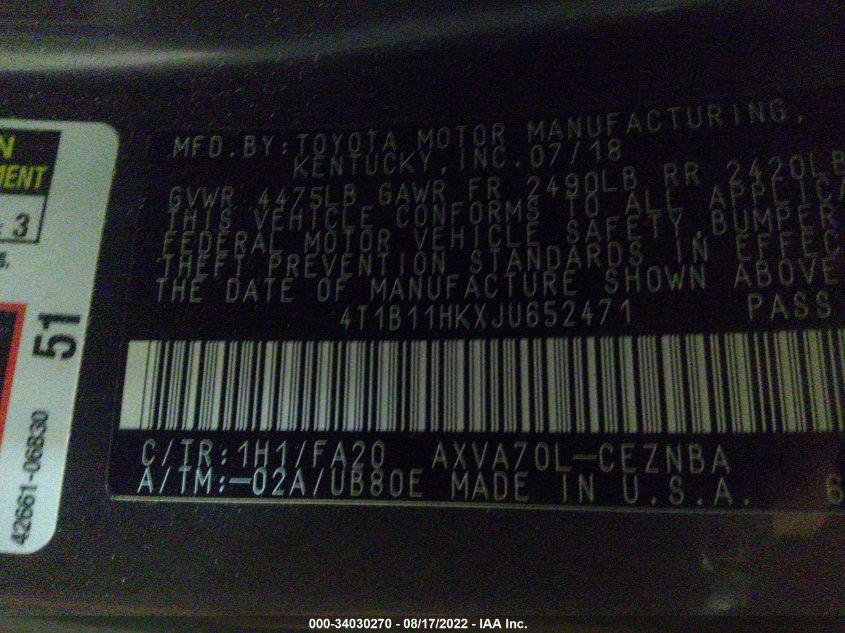 MFD.BY:TOYOTA MOTOR MANUFACTURING,
KENTUCKY,INC.07/18
GVWR 4475LB GAWR FR 2490LB RR 2420LB
THIS VEHICLE CONFORMS TO ALL APPLICA
FEDERAL MOTOR VEHICLE SAFETY,BUMPER
THEFT PREVENTION STANDARDS IN EFFEC
THE DATE OF MANUFACTURE SHOWN ABOVE
4T1B11HKXJU652471 PASS
C/TR:1H1/FA20 AXVA70L-CEZNBA
A/TM:-02A/UB80E MADE IN U.S.A. 6
N
MENT
: 3
s.
51
42661-06B30
000-34030270 - 08/17/2022 - IAA Inc.